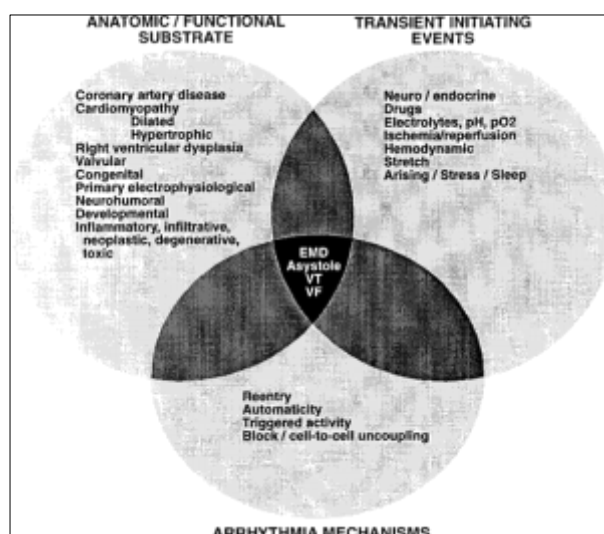 ANATOMIC / FUNCTIONAL
SUBSTRATE
TRANSIENT INITIATING
EVENTS
Coronary artery disease
Cardiomyopathy
Dilated
Hypertrophic
Right ventricular dysplasia
Valvular
Congenital
Primary electrophysiological
Neurohumoral
Developmental
Inflammatory, infiltrative,
neoplastic, degenerative,
toxic
Neuro / endocrine
Drugs
Electrolytes, pH, pO2
Ischemia/reperfusion
Hemodynamic
Stretch
Arising / Stress / Sleep
EMD
Asystole
VT
VF
Reentry
Automaticity
Triggered activity
Block / cell-to-cell uncoupling
ARRHYTHMIA MECHANISMS